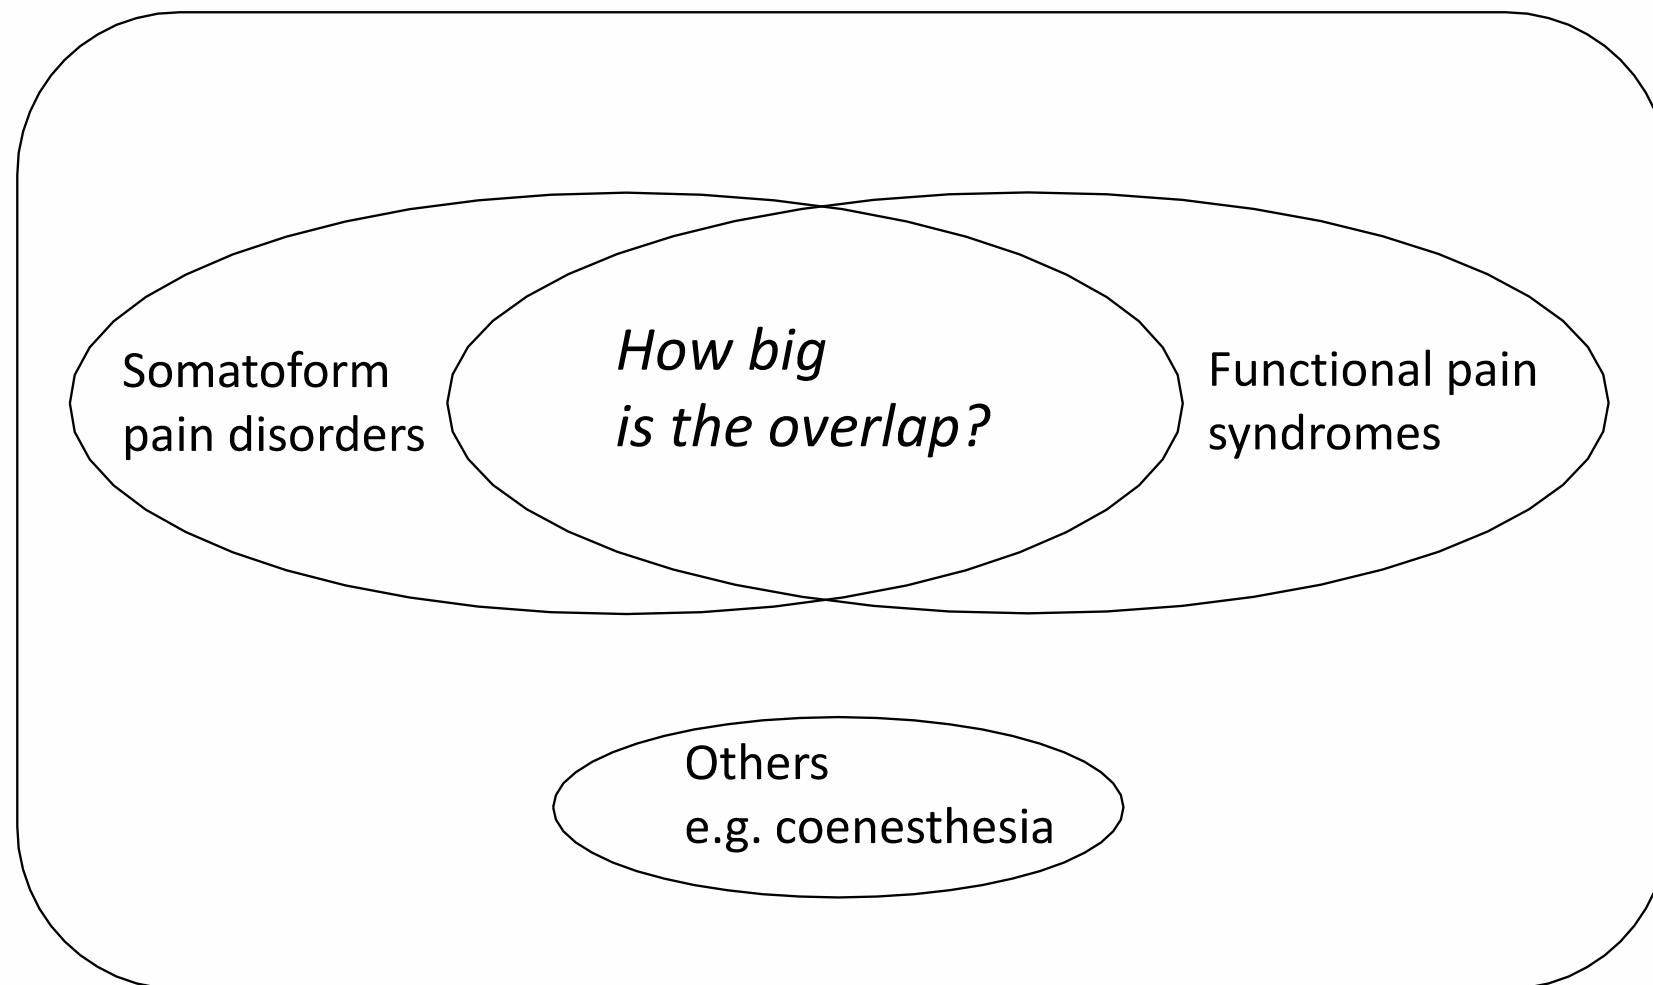 Somatoform
pain disorders
How big
is the overlap?
Functional pain
syndromes
Others
e.g. coenesthesia